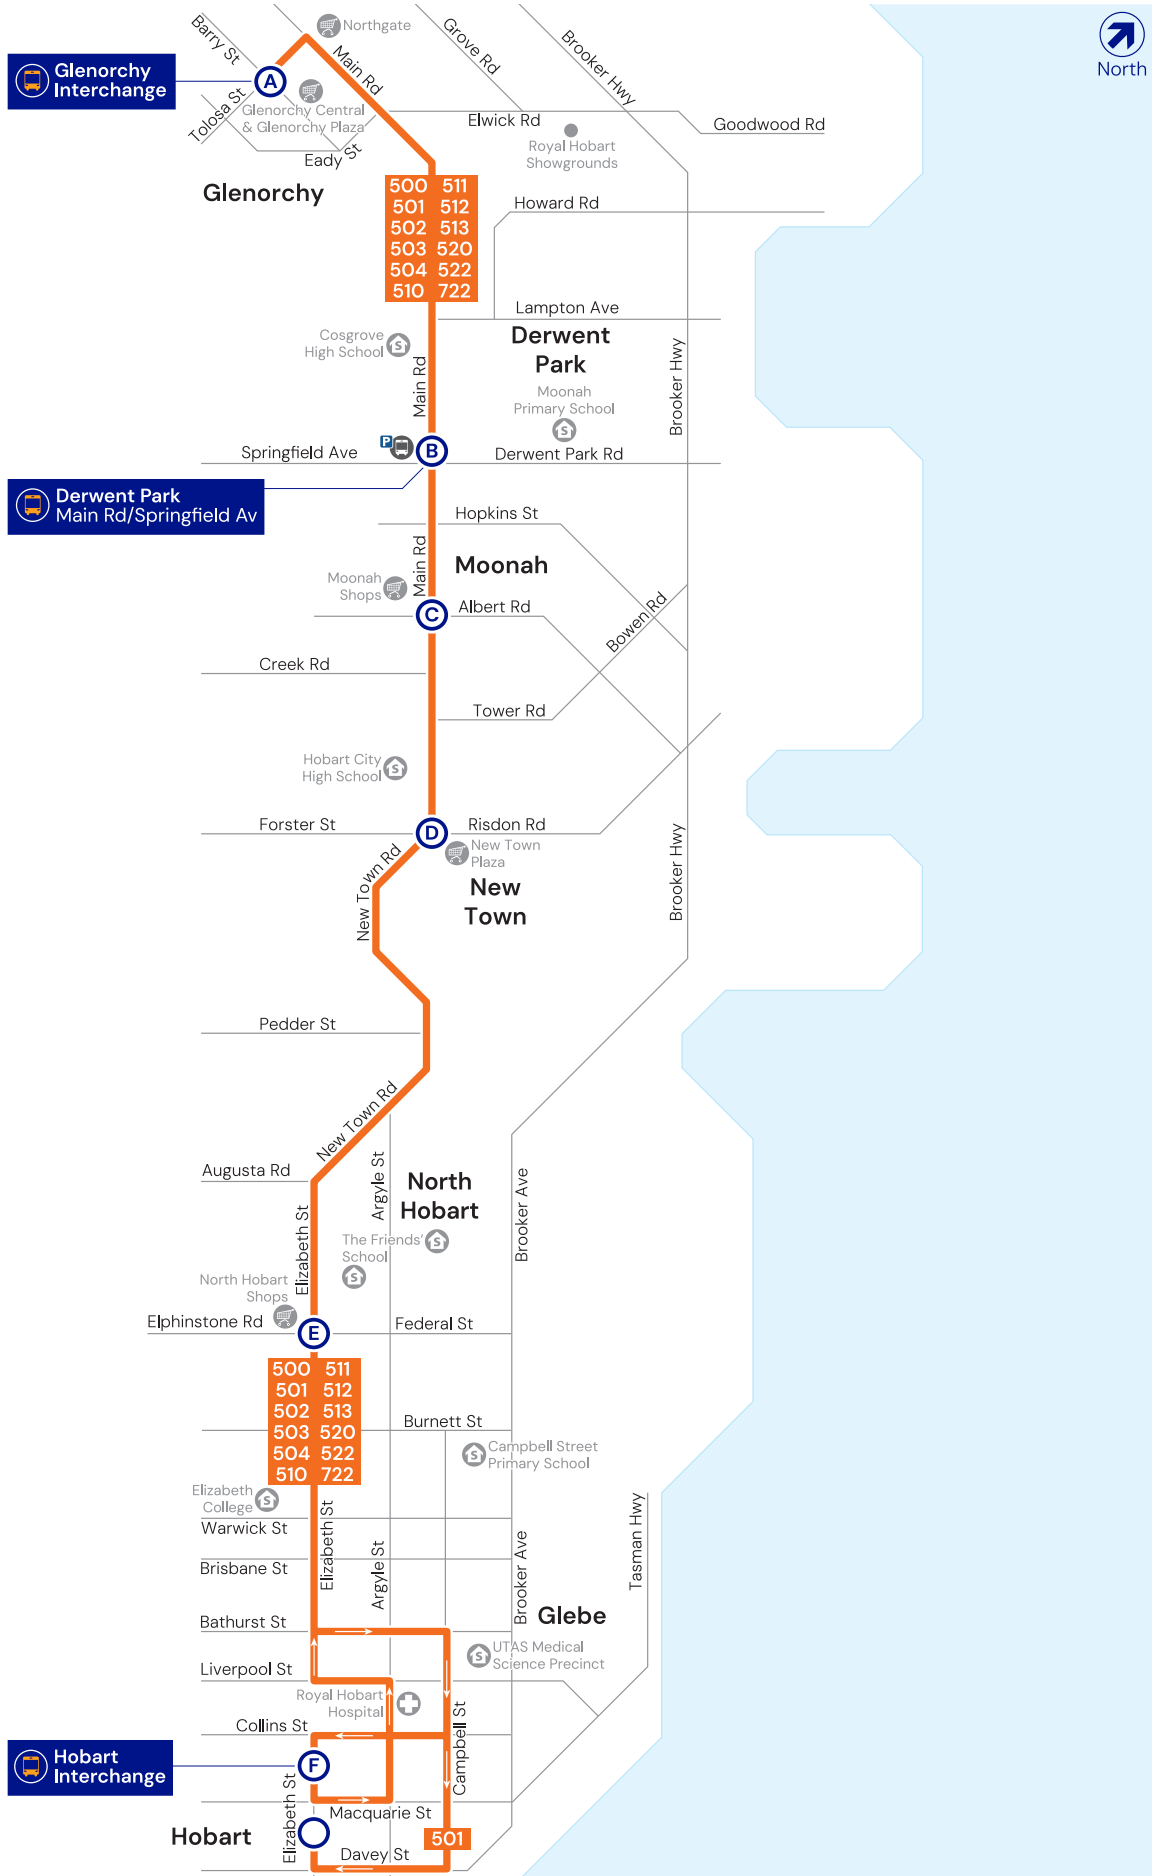 Barry St
Northgate
Grove Rd
Brooker Hwy
North
Glenorchy
Interchange
A
Main Rd
Tolosa St
Glenorchy Central
& Glenorchy Plaza
Eady St
Elwick Rd
Goodwood Rd
Royal Hobart
Showgrounds
Glenorchy
500 511
501 512
502 513
503 520
504 522
510 722
Howard Rd
Lampton Ave
Cosgrove
High School
S
Derwent
Park
Main Rd
Brooker Hwy
Moonah
Primary School
S
P
B
Springfield Ave
Derwent Park Rd
Derwent Park
Main Rd/Springfield Av
Hopkins St
Main Rd
Moonah
Moonah
Shops
C
Albert Rd
Bowen Rd
Creek Rd
Tower Rd
Hobart City
High School
S
Forster St
D
Risdon Rd
New Town
Plaza
New Town Rd
Brooker Hwy
New
Town
Pedder St
New Town Rd
Augusta Rd
Argyle St
North
Hobart
Brooker Ave
Elizabeth St
The Friends'
School
S
S
North Hobart
Shops
Elphinstone Rd
E
Federal St
500 511
501 512
502 513
503 520
504 522
510 722
Burnett St
Campbell Street
Primary School
S
Elizabeth
College
S
Warwick St
Elizabeth St
Argyle St
Brooker Ave
Tasman Hwy
Brisbane St
Glebe
Bathurst St
UTAS Medical
Science Precinct
S
Liverpool St
Royal Hobart
Hospital
Collins St
Campbell St
Hobart
Interchange
F
Elizabeth St
Macquarie St
Hobart
501
Davey St